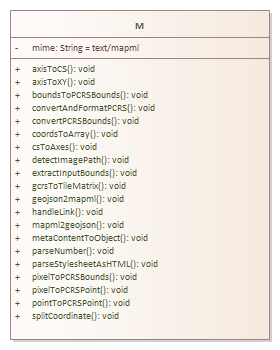 M
- mime: String = text/mapml
+ axisToCS(): void
+ axisToXY(): void
+ boundsToPCRSBounds(): void
+ convertAndFormatPCRS(): void
+ convertPCRSBounds(): void
+ coordsToArray(): void
+ csToAxes(): void
+ detectImagePath(): void
+ extractInputBounds(): void
+ gcrsToTileMatrix(): void
+ geojson2mapml(): void
+ handleLink(): void
+ mapml2geojson(): void
+ metaContentToObject(): void
+ parseNumber(): void
+ parseStylesheetAsHTML(): void
+ pixelToPCRSBounds(): void
+ pixelToPCRSPoint(): void
+ pointToPCRSPoint(): void
+ splitCoordinate(): void